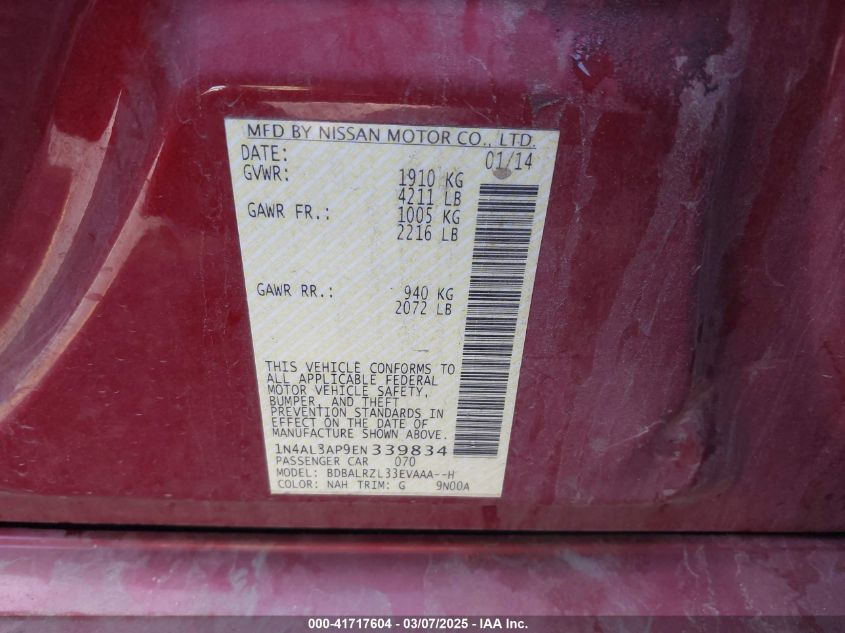 MFD BY NISSAN MOTOR CO., LTD.
DATE: 01/14
GVWR: 1910 KG
4211 LB
GAWR FR.: 1005 KG
2216 LB
GAWR RR.: 940 KG
2072 LB
THIS VEHICLE CONFORMS TO
ALL APPLICABLE FEDERAL
MOTOR VEHICLE SAFETY,
BUMPER, AND THEFT
PREVENTION STANDARDS IN
EFFECT ON THE DATE OF
MANUFACTURE SHOWN ABOVE.
1N4AL3AP9EN 339834
PASSENGER CAR 070
MODEL: BDBALRZL33EVAAA--H
COLOR: NAH TRIM: G 9N00A
000-41717604 — 03/07/2025 — IAA Inc.